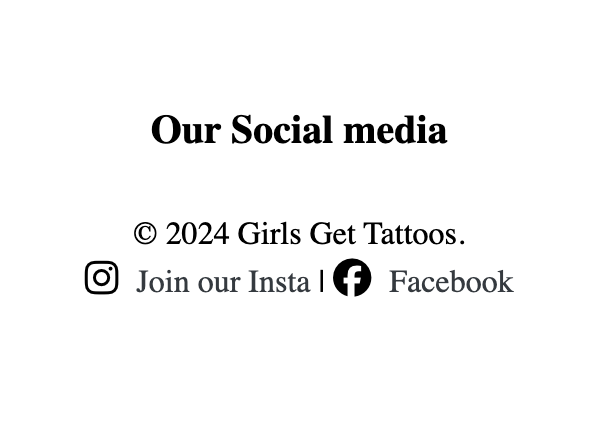 Our Social media
© 2024 Girls Get Tattoos.
Join our Insta | Facebook